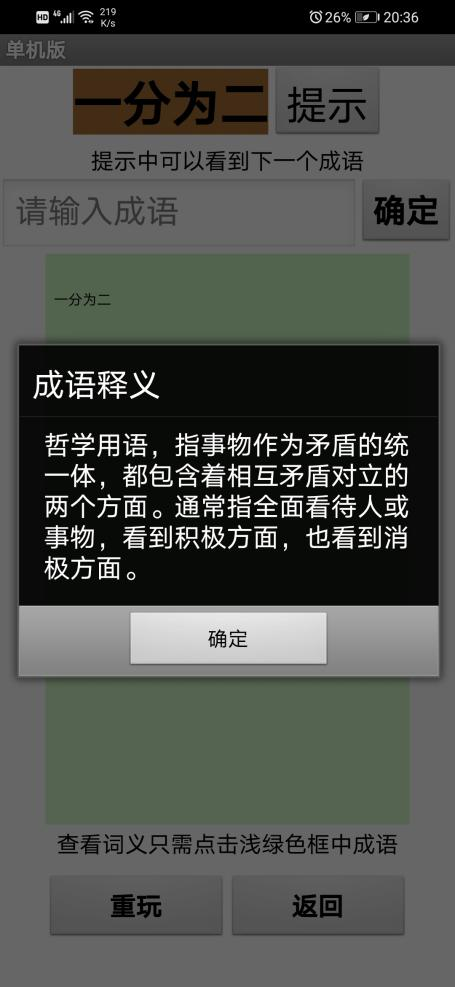 HD 4G 219 K/s 26% 20:36
单机版
一分为二 提示
提示中可以看到下一个成语
请输入成语 确定
一分为二
成语释义
哲学用语，指事物作为矛盾的统
一体，都包含着相互矛盾对立的
两个方面。通常指全面看待人或
事物，看到积极方面，也看到消
极方面。
确定
查看词义只需点击浅绿色框中成语
重玩 返回